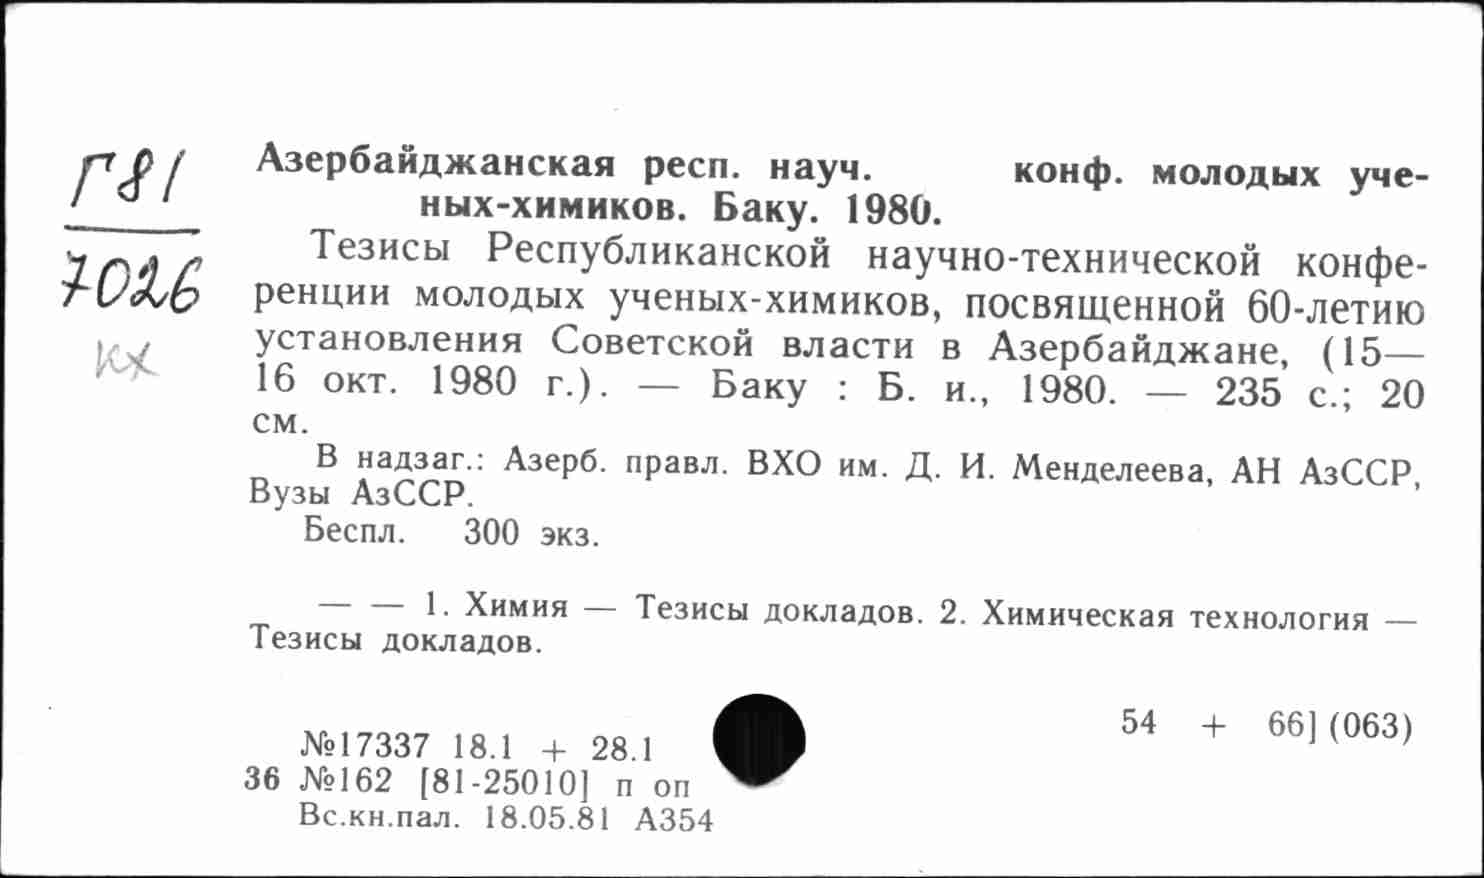 Г81
7026
кх
Азербайджанская респ. науч. конф. молодых уче-
ных-химиков. Баку. 1980.
Тезисы Республиканской научно-технической конфе-
ренции молодых ученых-химиков, посвященной 60-летию
установления Советской власти в Азербайджане, (15—
16 окт. 1980 г.). — Баку : Б. и., 1980. — 235 с.; 20
см.
В надзаг.: Азерб. правл. ВХО им. Д. И. Менделеева, АН АзССР,
Вузы АзССР.
Беспл. 300 экз.
— — 1. Химия — Тезисы докладов. 2. Химическая технология —
Тезисы докладов.
54 + 66] (063)
№17337 18.1 + 28.1
36 №162 [81-25010] п оп
Вс.кн.пал. 18.05.81 А354